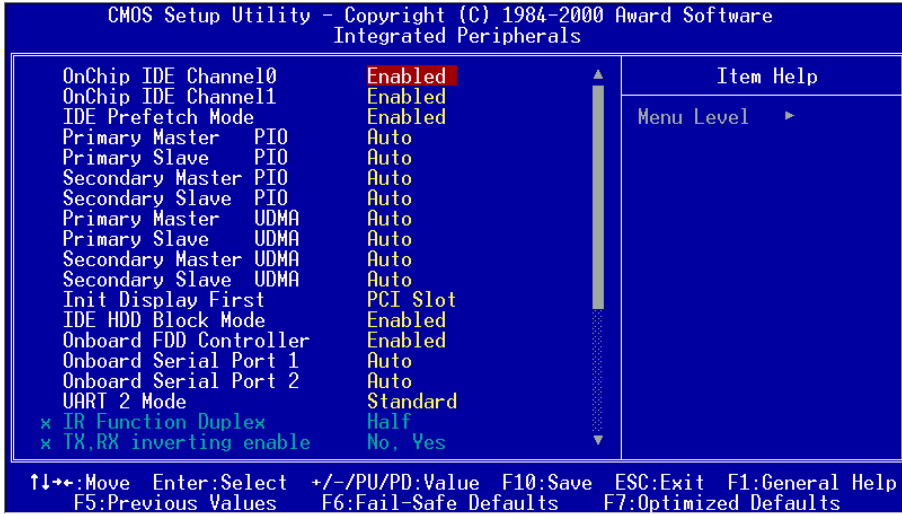 CMOS Setup Utility - Copyright (C) 1984-2000 Award Software
Integrated Peripherals
OnChip IDE Channel0 Enabled
OnChip IDE Channel1 Enabled
IDE Prefetch Mode Enabled
Primary Master PIO Auto
Primary Slave PIO Auto
Secondary Master PIO Auto
Secondary Slave PIO Auto
Primary Master UDMA Auto
Primary Slave UDMA Auto
Secondary Master UDMA Auto
Secondary Slave UDMA Auto
Init Display First PCI Slot
IDE HDD Block Mode Enabled
Onboard FDD Controller Enabled
Onboard Serial Port 1 Auto
Onboard Serial Port 2 Auto
UART 2 Mode Standard
x IR Function Duplex Half
x TX,RX inverting enable No, Yes
Item Help
Menu Level ►
↑↓→←:Move Enter:Select +/-/PU/PD:Value F10:Save ESC:Exit F1:General Help
F5:Previous Values F6:Fail-Safe Defaults F7:Optimized Defaults